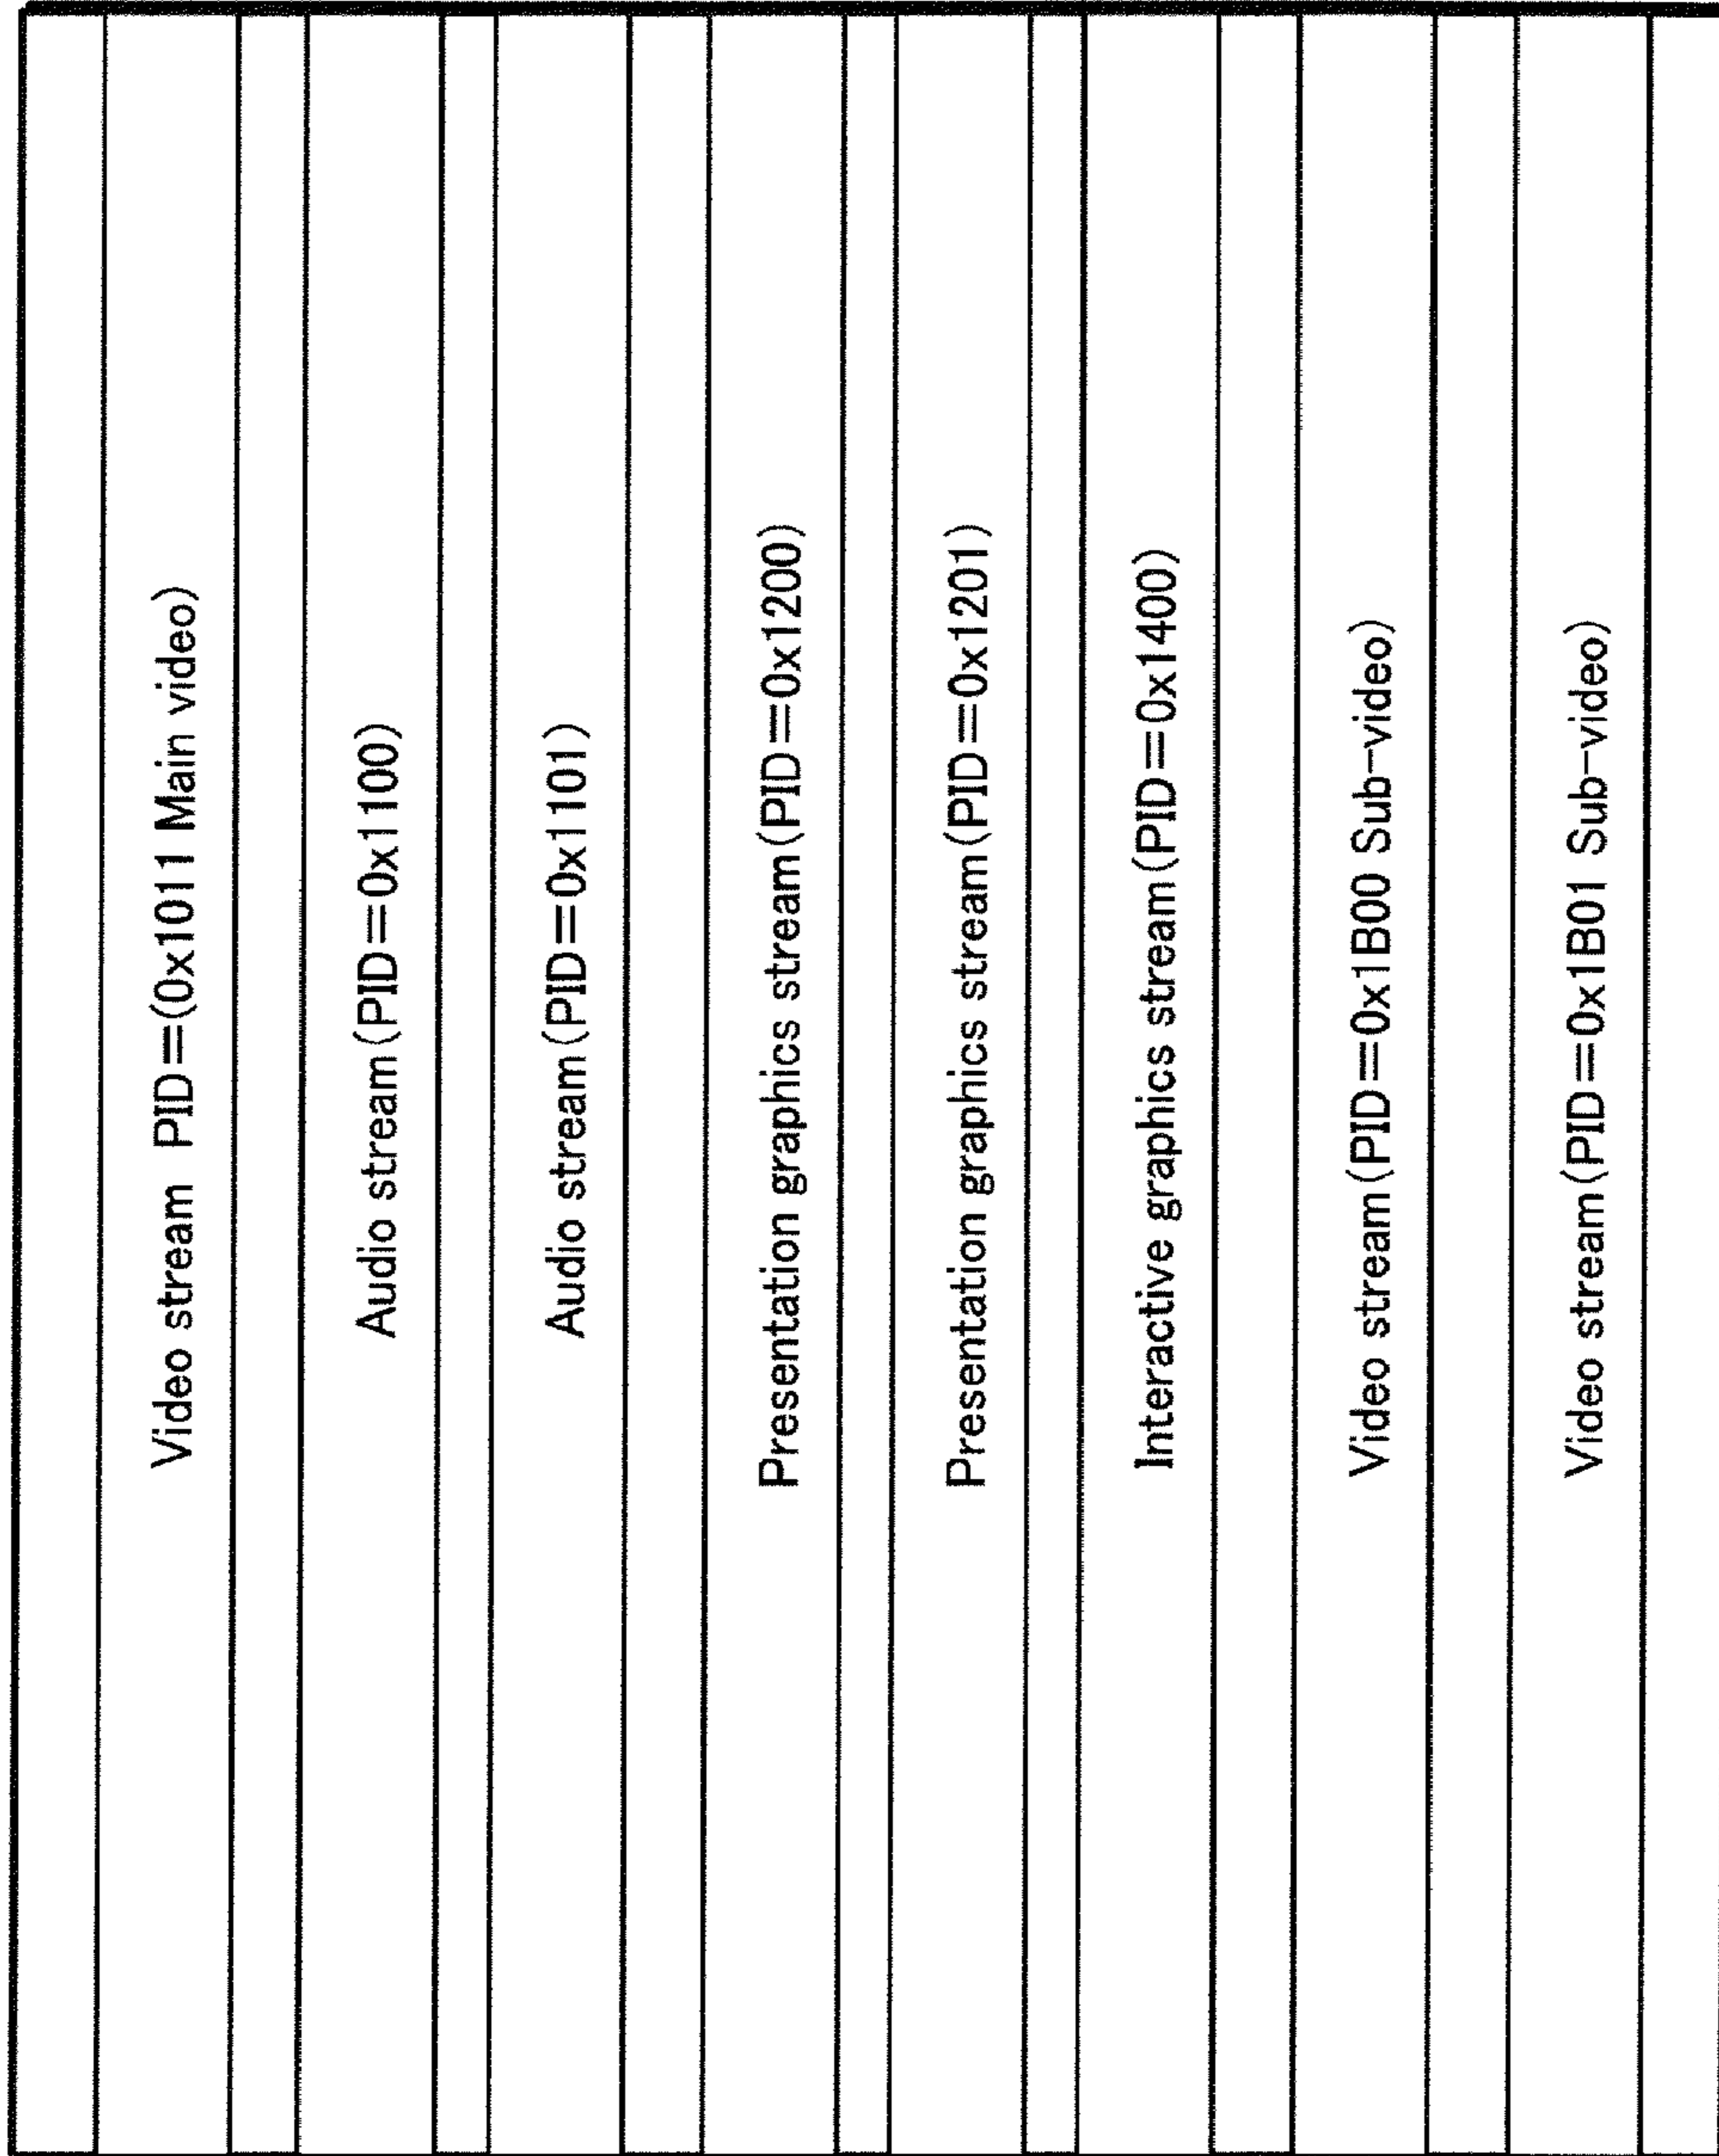 Video stream PID=(0x1011 Main video)
Audio stream(PID=0x1100)
Audio stream(PID=0x1101)
Presentation graphics stream(PID=0x1200)
Presentation graphics stream(PID=0x1201)
Interactive graphics stream(PID=0x1400)
Video stream(PID=0x1B00 Sub-video)
Video stream(PID=0x1B01 Sub-video)